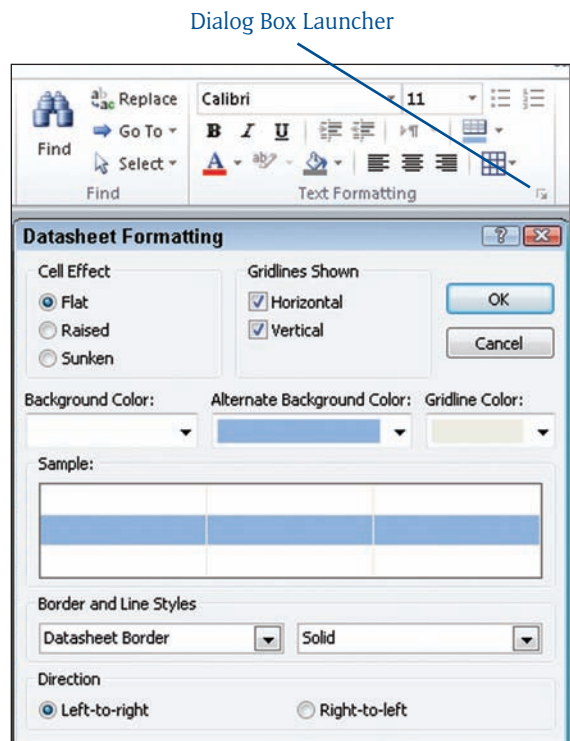 Dialog Box Launcher
Replace Calibri 11
Go To B I U
Find
Select A ab
Find Text Formatting
Datasheet Formatting
Cell Effect Gridlines Shown
Flat Horizontal OK
Raised Vertical
Sunken Cancel
Background Color: Alternate Background Color: Gridline Color:
Sample:
Border and Line Styles
Datasheet Border Solid
Direction
Left-to-right Right-to-left